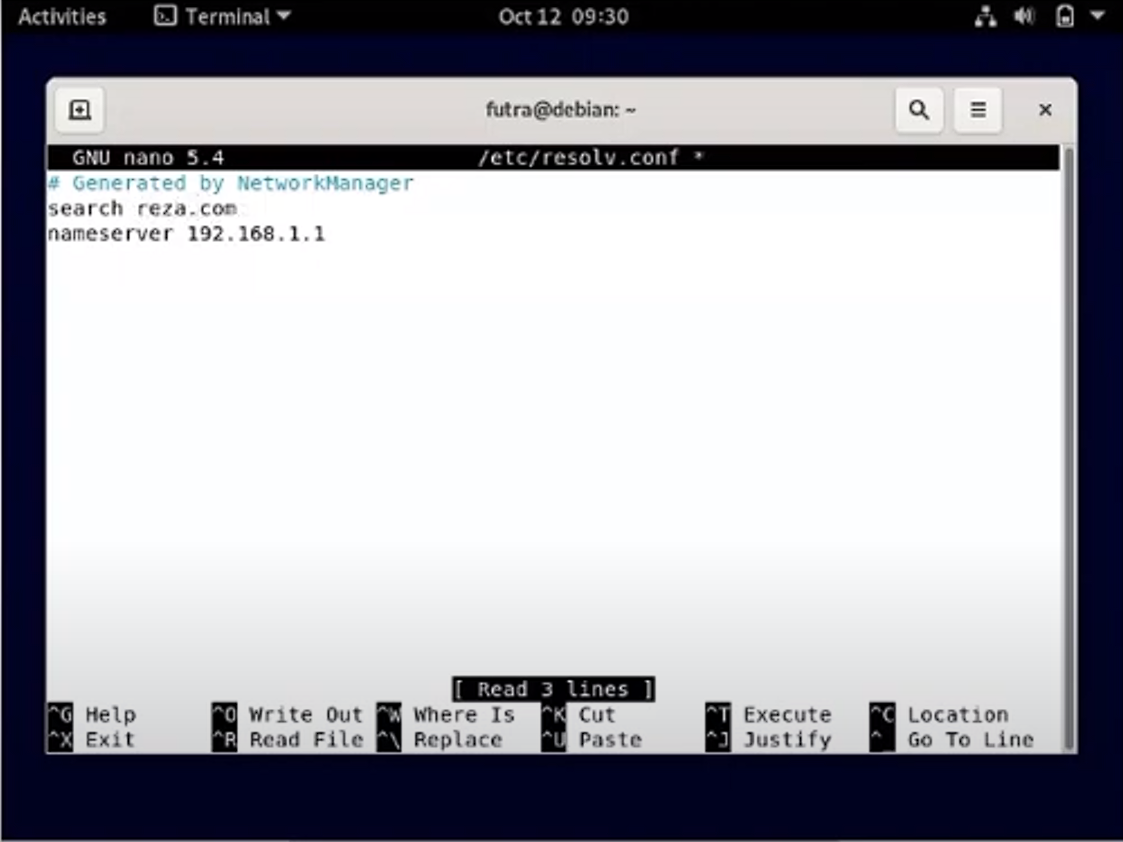 Activities Terminal Oct 12 09:30
futra@debian: ~
GNU nano 5.4 /etc/resolv.conf *
# Generated by NetworkManager
search reza.com
nameserver 192.168.1.1
[ Read 3 lines ]
^G Help ^O Write Out ^W Where Is ^K Cut ^T Execute ^C Location
^X Exit ^R Read File ^\ Replace ^U Paste ^J Justify ^_ Go To Line